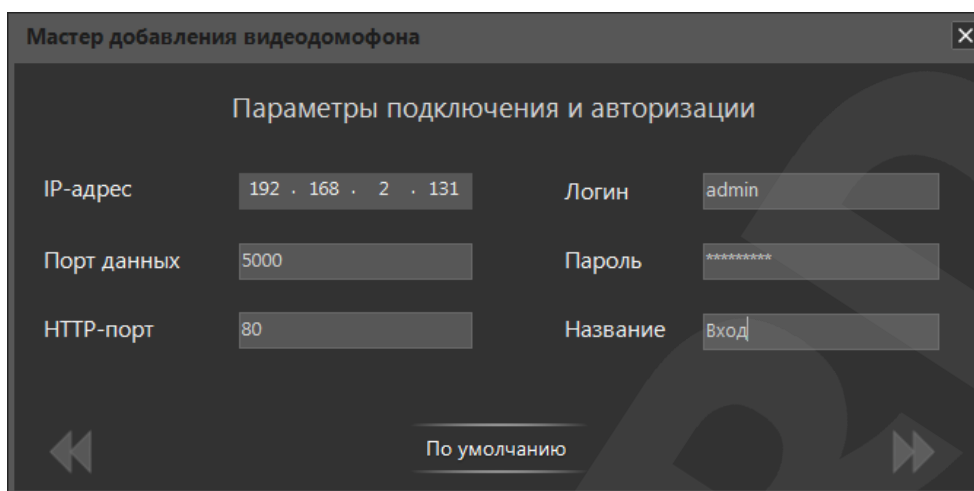 Мастер добавления видеодомофона
Параметры подключения и авторизации
IP-адрес 192 . 168 . 2 . 131 Логин admin
Порт данных 5000 Пароль *********
HTTP-порт 80 Название Вход
По умолчанию